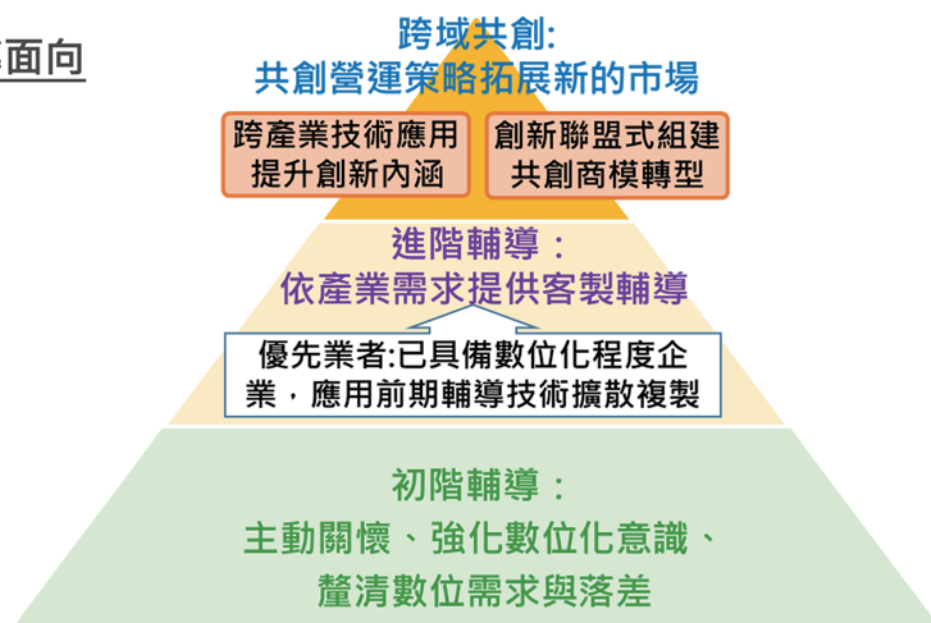 面向
跨域共創:
共創營運策略拓展新的市場
跨產業技術應用
提升創新內涵
創新聯盟式組建
共創商模轉型
進階輔導：
依產業需求提供客製輔導
優先業者:已具備數位化程度企
業，應用前期輔導技術擴散複製
初階輔導：
主動關懷、強化數位化意識、
釐清數位需求與落差